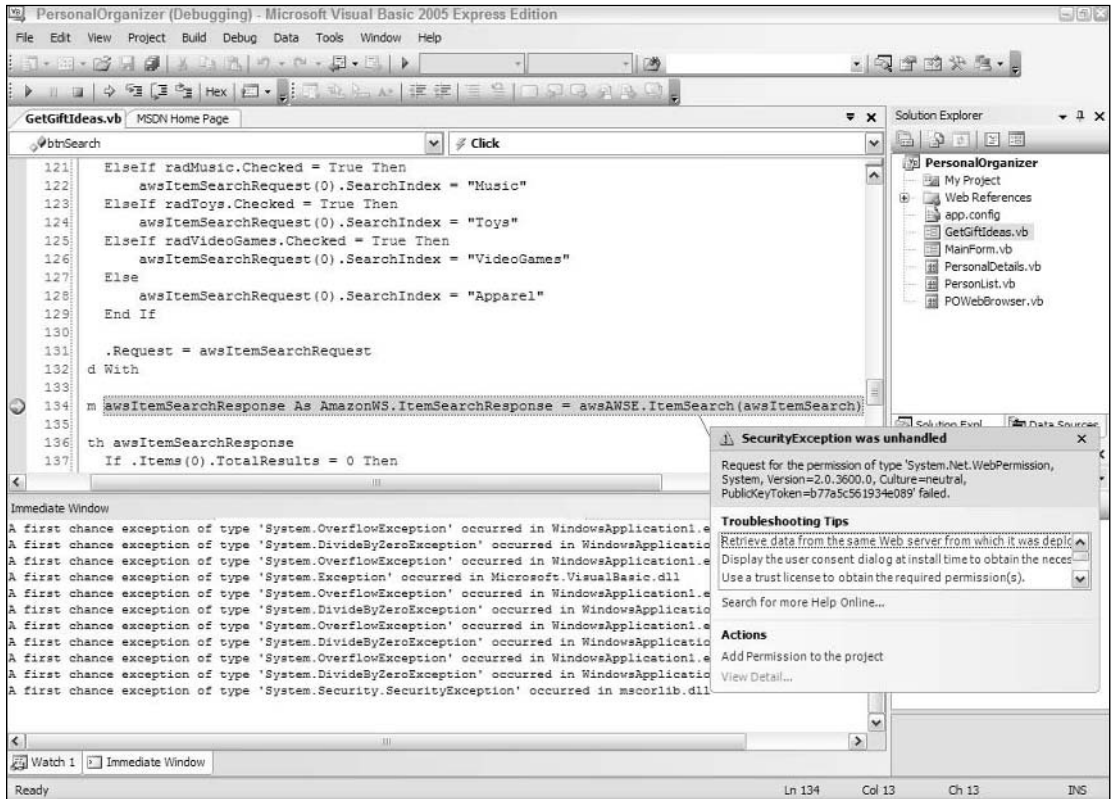 PersonalOrganizer (Debugging) - Microsoft Visual Basic 2005 Express Edition
File Edit View Project Build Debug Data Tools Window Help
Hex
GetGiftIdeas.vb MSDN Home Page
btnSearch
Click
121 ElseIf radMusic.Checked = True Then
122 awsItemSearchRequest(0).SearchIndex = "Music"
123 ElseIf radToys.Checked = True Then
124 awsItemSearchRequest(0).SearchIndex = "Toys"
125 ElseIf radVideoGames.Checked = True Then
126 awsItemSearchRequest(0).SearchIndex = "VideoGames"
127 Else
128 awsItemSearchRequest(0).SearchIndex = "Apparel"
129 End If
130
131 .Request = awsItemSearchRequest
132 d With
133
134 m awsItemSearchResponse As AmazonWS.ItemSearchResponse = awsAWSE.ItemSearch(awsItemSearch)
135
136 th awsItemSearchResponse
137 If .Items(0).TotalResults = 0 Then
Solution Explorer
PersonalOrganizer
My Project
Web References
app.config
GetGiftIdeas.vb
MainForm.vb
PersonalDetails.vb
PersonList.vb
POWebBrowser.vb
Solution Expl... Data Sources
SecurityException was unhandled
Request for the permission of type 'System.Net.WebPermission,
System, Version=2.0.3600.0, Culture=neutral,
PublicKeyToken=b77a5c561934e089' failed.
Troubleshooting Tips
Retrieve data from the same Web server from which it was deplo
Display the user consent dialog at install time to obtain the neces
Use a trust license to obtain the required permission(s).
Search for more Help Online...
Actions
Add Permission to the project
View Detail...
Immediate Window
A first chance exception of type 'System.OverflowException' occurred in WindowsApplication1.e
A first chance exception of type 'System.DivideByZeroException' occurred in WindowsApplicatio
A first chance exception of type 'System.OverflowException' occurred in WindowsApplication1.e
A first chance exception of type 'System.Exception' occurred in Microsoft.VisualBasic.dll
A first chance exception of type 'System.OverflowException' occurred in WindowsApplication1.e
A first chance exception of type 'System.DivideByZeroException' occurred in WindowsApplicatio
A first chance exception of type 'System.OverflowException' occurred in WindowsApplication1.e
A first chance exception of type 'System.DivideByZeroException' occurred in WindowsApplicatio
A first chance exception of type 'System.OverflowException' occurred in WindowsApplication1.e
A first chance exception of type 'System.DivideByZeroException' occurred in WindowsApplicatio
A first chance exception of type 'System.Security.SecurityException' occurred in mscorlib.dll
Watch 1 Immediate Window
Ready Ln 134 Col 13 Ch 13 INS